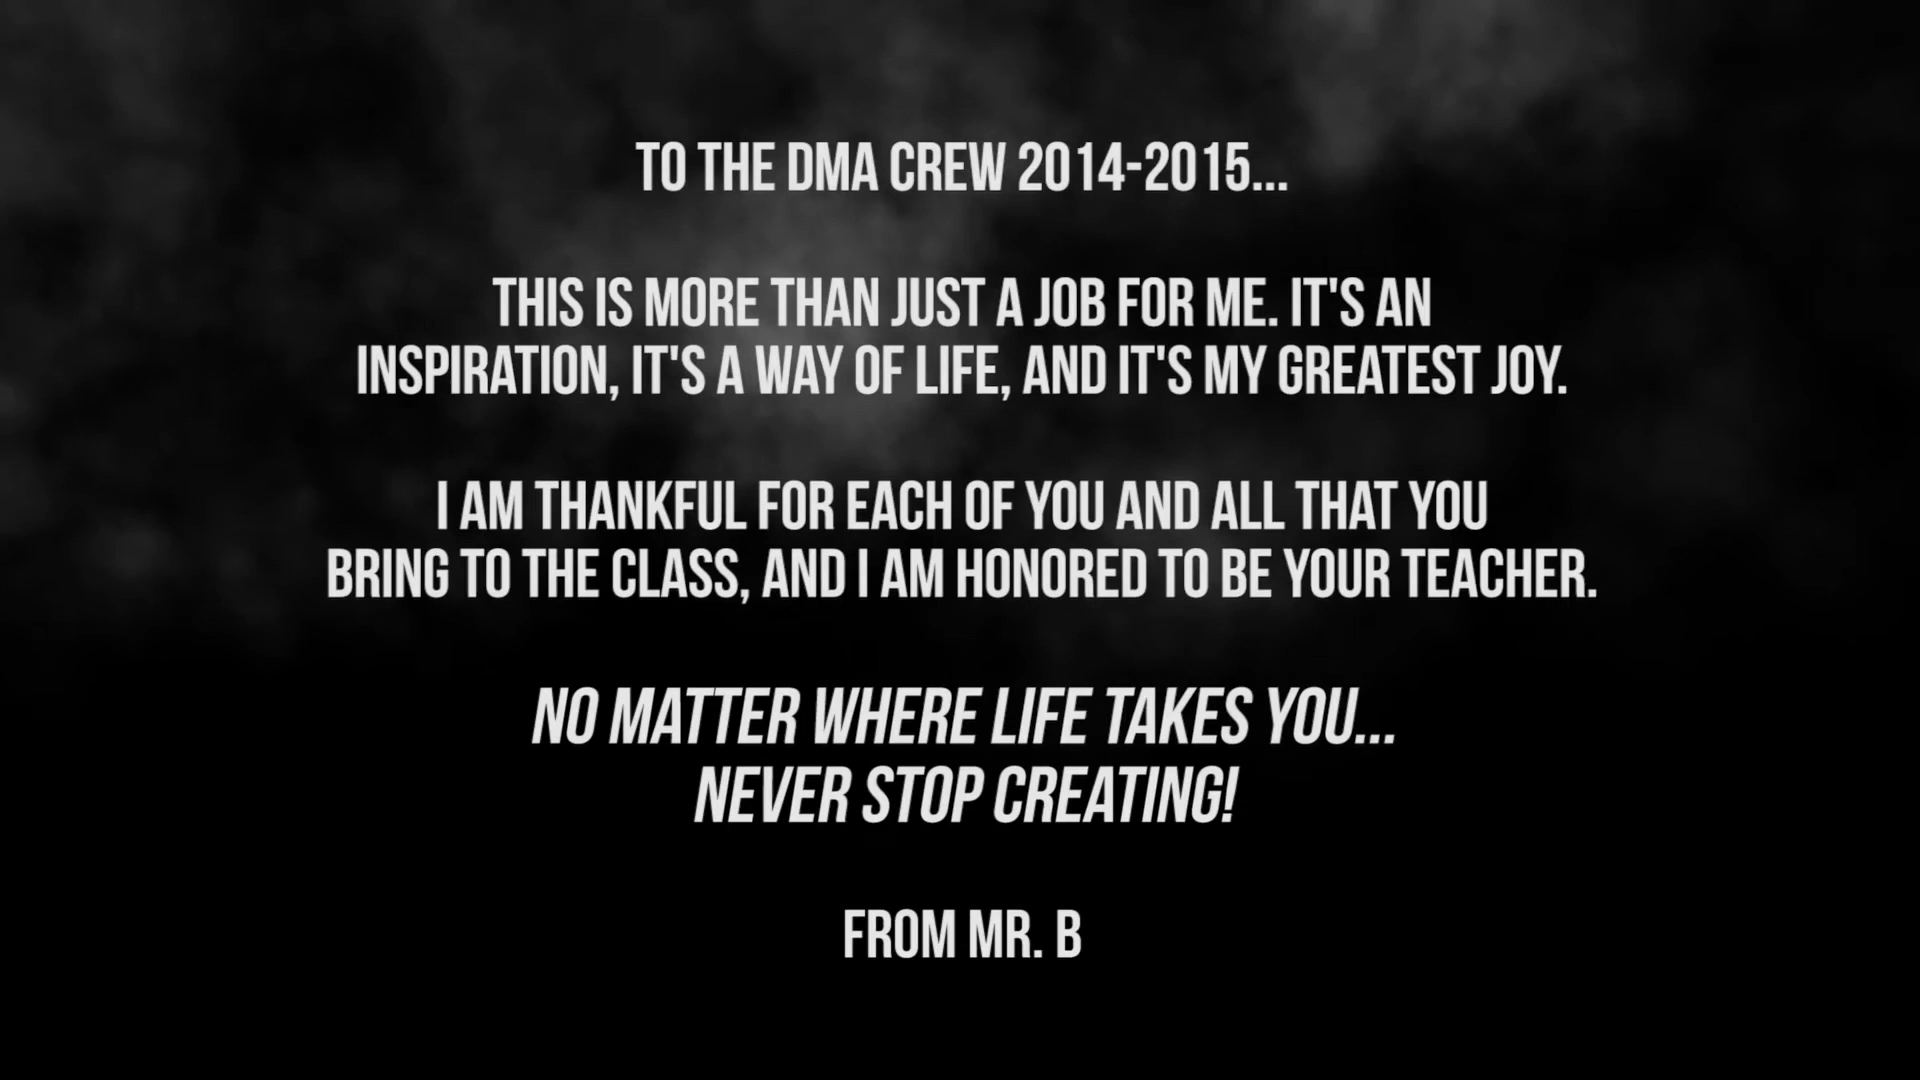 TO THE DMA CREW 2014-2015...
THIS IS MORE THAN JUST A JOB FOR ME. IT'S AN
INSPIRATION, IT'S A WAY OF LIFE, AND IT'S MY GREATEST JOY.
I AM THANKFUL FOR EACH OF YOU AND ALL THAT YOU
BRING TO THE CLASS, AND I AM HONORED TO BE YOUR TEACHER.
NO MATTER WHERE LIFE TAKES YOU...
NEVER STOP CREATING!
FROM MR. B